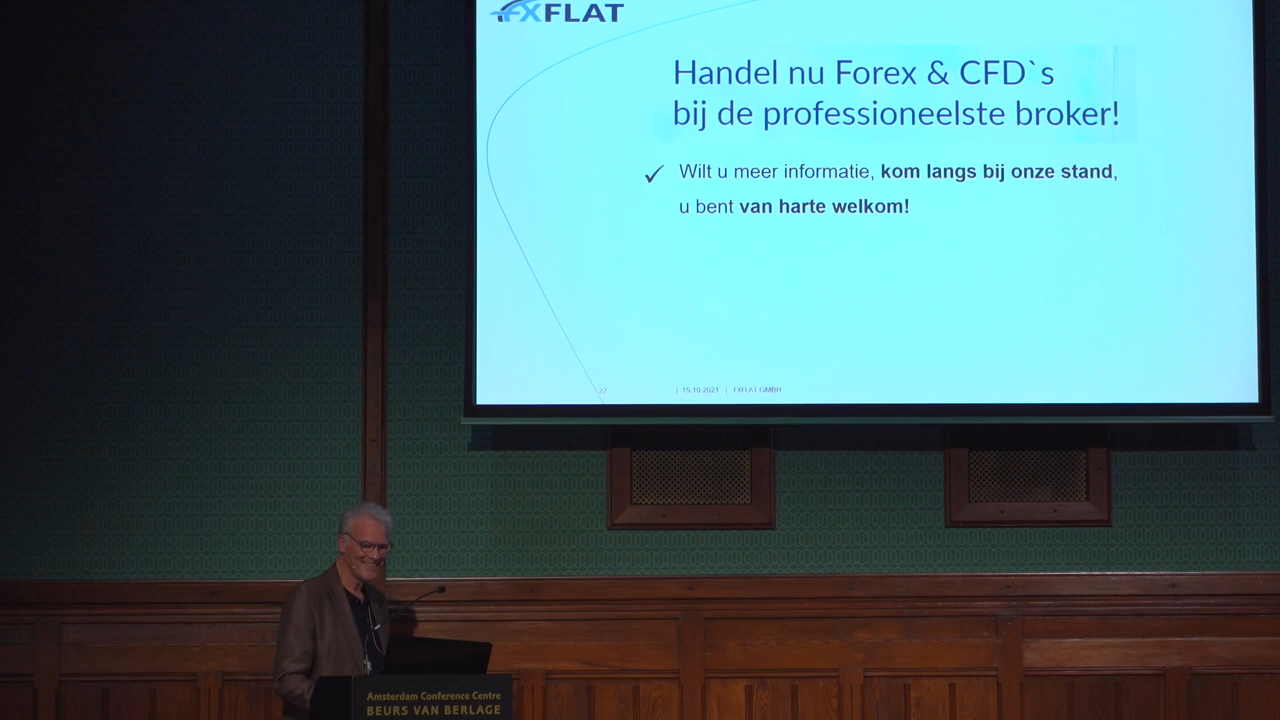 FXFLAT
Handel nu Forex & CFD`s
bij de professioneelste broker!
✓ Wilt u meer informatie, kom langs bij onze stand,
u bent van harte welkom!
22 | 15.10.2021 | FXFLAT GMBH
Amsterdam Conference Centre
BEURS VAN BERLAGE